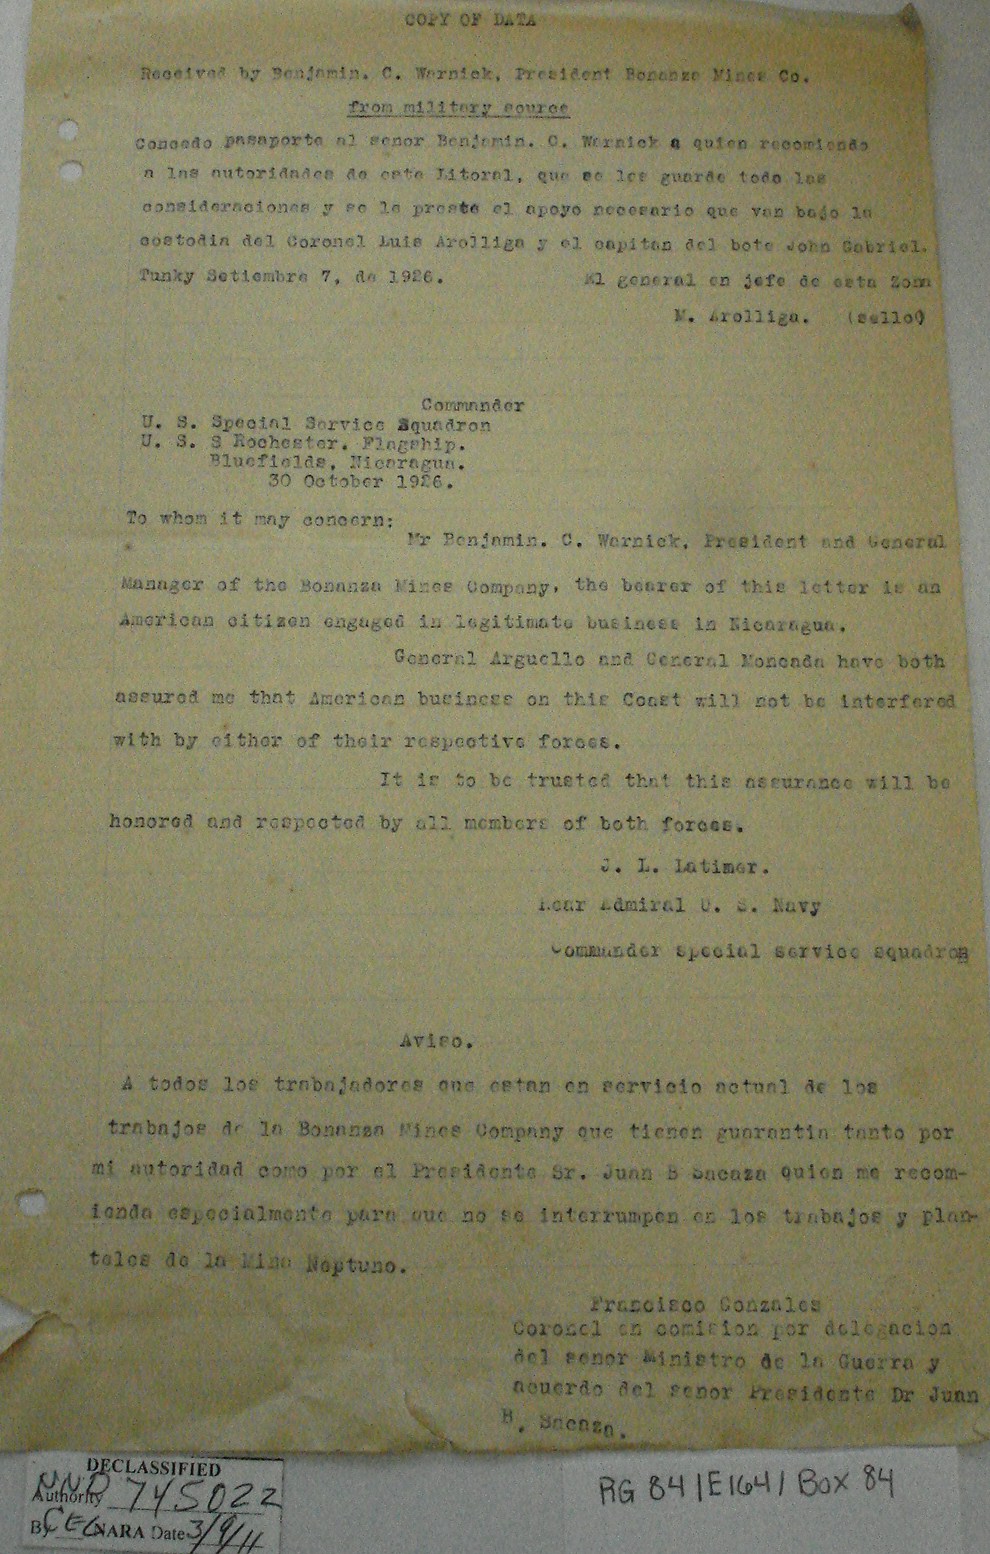 COPY OF DATA
Received by Benjamin. C. Warnick, President Bonanza Mines Co.
from military source
Concedo pasaporte al senor Benjamin. C. Warnick a quien recomiendo
a las autoridades de este Litoral, que se les guarde todo las
consideraciones y se le preste el apoyo necesario que van bajo la
costodia del Coronel Luis Arolliga y el capitan del bote John Gabriel.
Tunky Setiembre 7, de 1926. El general en jefe de esta Zona
M. Arolliga. (sello)
Commander
U. S. Special Service Squadron
U. S. S Rochester. Flagship.
Bluefields, Nicaragua.
30 October 1926.
To whom it may concern:
Mr Benjamin. C. Warnick, President and General
Manager of the Bonanza Mines Company, the bearer of this letter is an
American citizen engaged in legitimate business in Nicaragua.
General Arguello and General Moncada have both
assured me that American business on this Coast will not be interfered
with by either of their respective forces.
It is to be trusted that this assurance will be
honored and respected by all members of both forces.
J. L. Latimer.
Rear Admiral U. S. Navy
Commander special service squadron
Aviso.
A todos los trabajadores que estan en servicio actual de los
trabajos de la Bonanza Mines Company que tienen guarantia tanto por
mi autoridad como por el Presidente Sr. Juan B Sacaza quien me recom-
ienda especialmente para que no se interrumpen en los trabajos y plan-
teles de la Mina Neptuno.
Francisco Gonzales
Coronel en comision por delegacion
del senor Ministro de la Guerra y
acuerdo del senor Presidente Dr Juan
B. Sacaza.
DECLASSIFIED
Authority NND 745022
By CEC NARA Date 3/9/11
RG 84 | E164 | Box 84